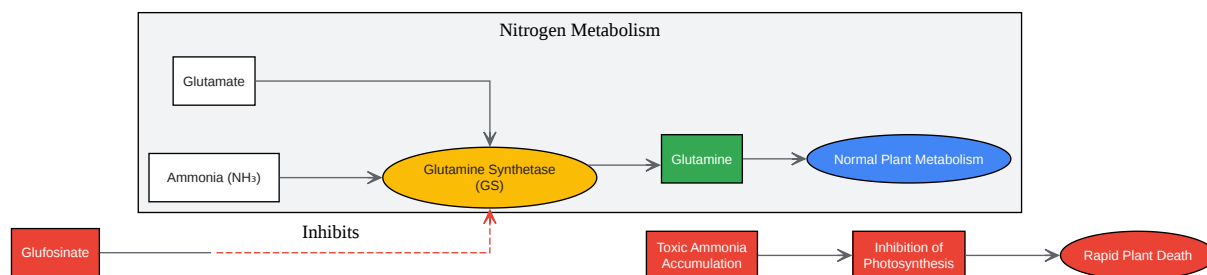 Nitrogen Metabolism
Glutamate
Ammonia (NH₃)
Glutamine Synthetase
(GS)
Glutamine
Normal Plant Metabolism
Inhibits
Glufosinate
Toxic Ammonia
Accumulation
Inhibition of
Photosynthesis
Rapid Plant Death